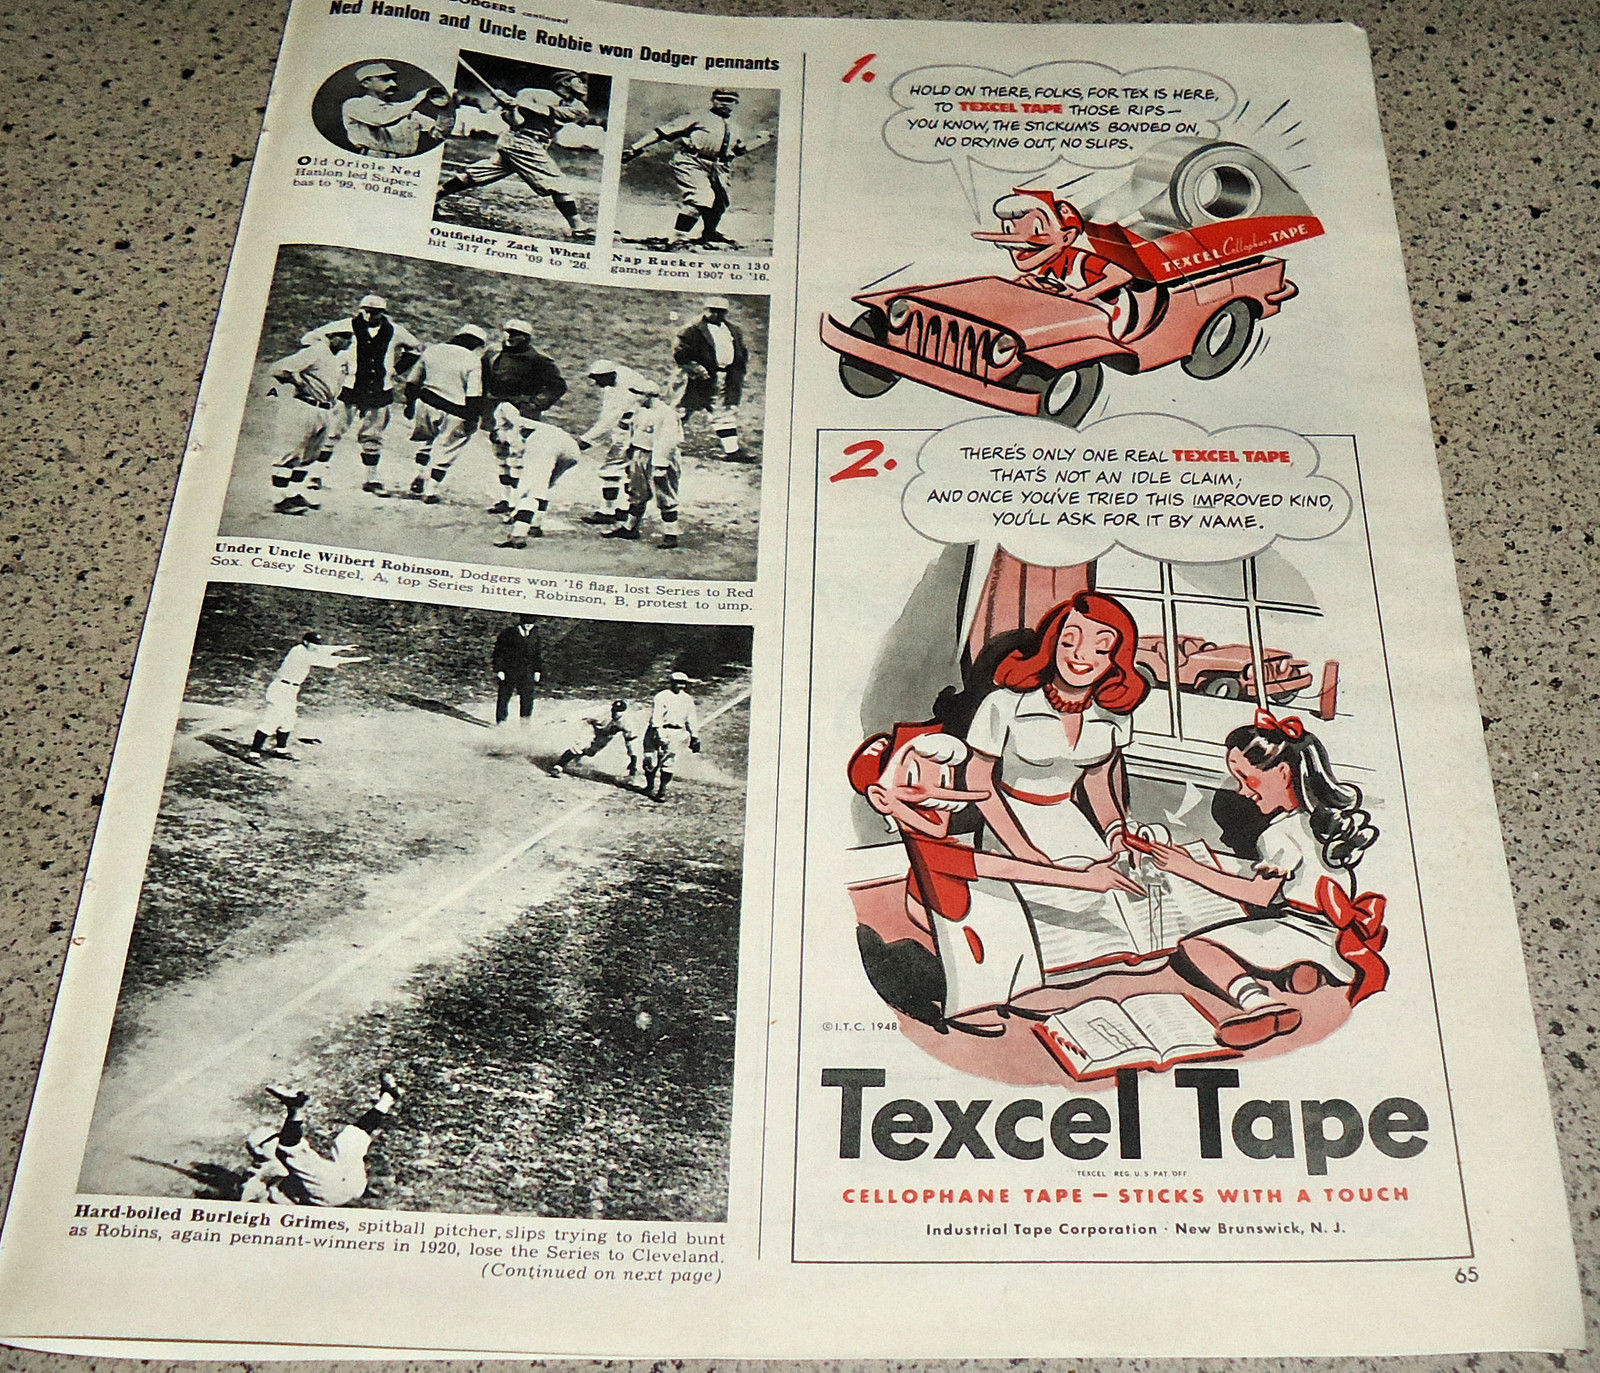 DODGERS continued
Ned Hanlon and Uncle Robbie won Dodger pennants
Old Oriole Ned
Hanlon led Super-
bas to '99, '00 flags.
Outfielder Zack Wheat
hit .317 from '09 to '26.
Nap Rucker won 130
games from 1907 to '16.
A
B
Under Uncle Wilbert Robinson, Dodgers won '16 flag, lost Series to Red
Sox. Casey Stengel, A, top Series hitter, Robinson, B, protest to ump.
Hard-boiled Burleigh Grimes, spitball pitcher, slips trying to field bunt
as Robins, again pennant-winners in 1920, lose the Series to Cleveland.
(Continued on next page)
1.
HOLD ON THERE, FOLKS, FOR TEX IS HERE,
TO TEXCEL TAPE THOSE RIPS—
YOU KNOW, THE STICKUM'S BONDED ON,
NO DRYING OUT, NO SLIPS.
TEXCEL Cellophane TAPE
2.
THERE'S ONLY ONE REAL TEXCEL TAPE,
THAT'S NOT AN IDLE CLAIM;
AND ONCE YOU'VE TRIED THIS IMPROVED KIND,
YOU'LL ASK FOR IT BY NAME.
©I.T.C. 1948
Texcel Tape
TEXCEL REG. U.S. PAT. OFF
CELLOPHANE TAPE — STICKS WITH A TOUCH
Industrial Tape Corporation · New Brunswick, N. J.
65